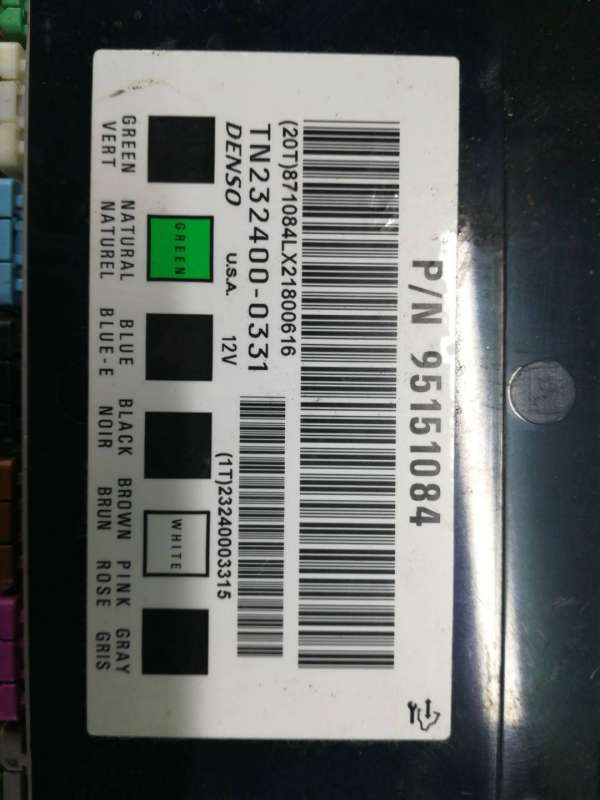 P/N 95151084
(20T)871084LX21800616
TN232400-0331
DENSO U.S.A. 12V
(1T)23240003315
GREEN
WHITE
GREEN NATURAL BLUE BLACK BROWN PINK GRAY
VERT NATUREL BLUE-E NOIR BRUN ROSE GRIS